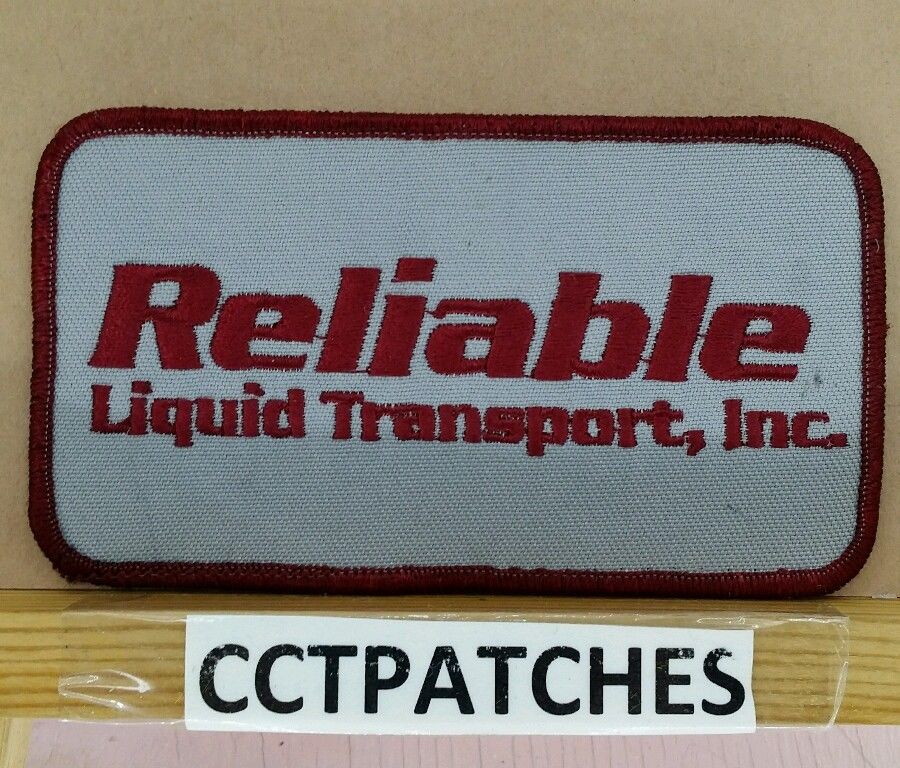 Reliable
Liquid Transport, Inc.
CCTPATCHES